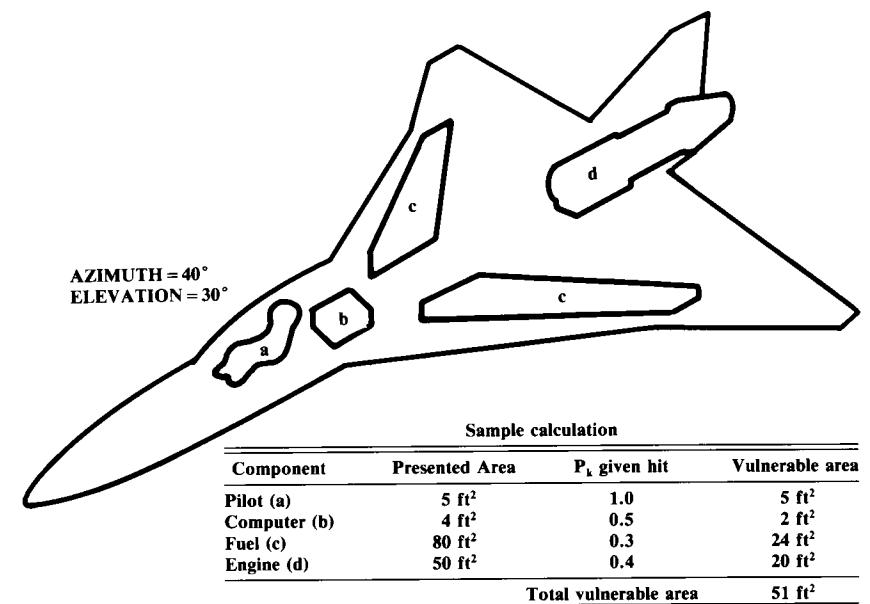 d
c
AZIMUTH = 40°
ELEVATION = 30°
c
b
a
Sample calculation
Component Presented Area Pk given hit Vulnerable area
Pilot (a) 5 ft² 1.0 5 ft²
Computer (b) 4 ft² 0.5 2 ft²
Fuel (c) 80 ft² 0.3 24 ft²
Engine (d) 50 ft² 0.4 20 ft²
Total vulnerable area 51 ft²